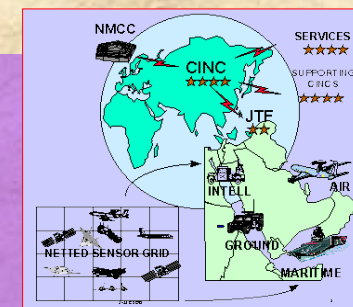 NMCC
SERVICES
CINC
SUPPORTING
CINCS
JTF
INTELL
AIR
GROUND
NETTED SENSOR GRID
MARITIME